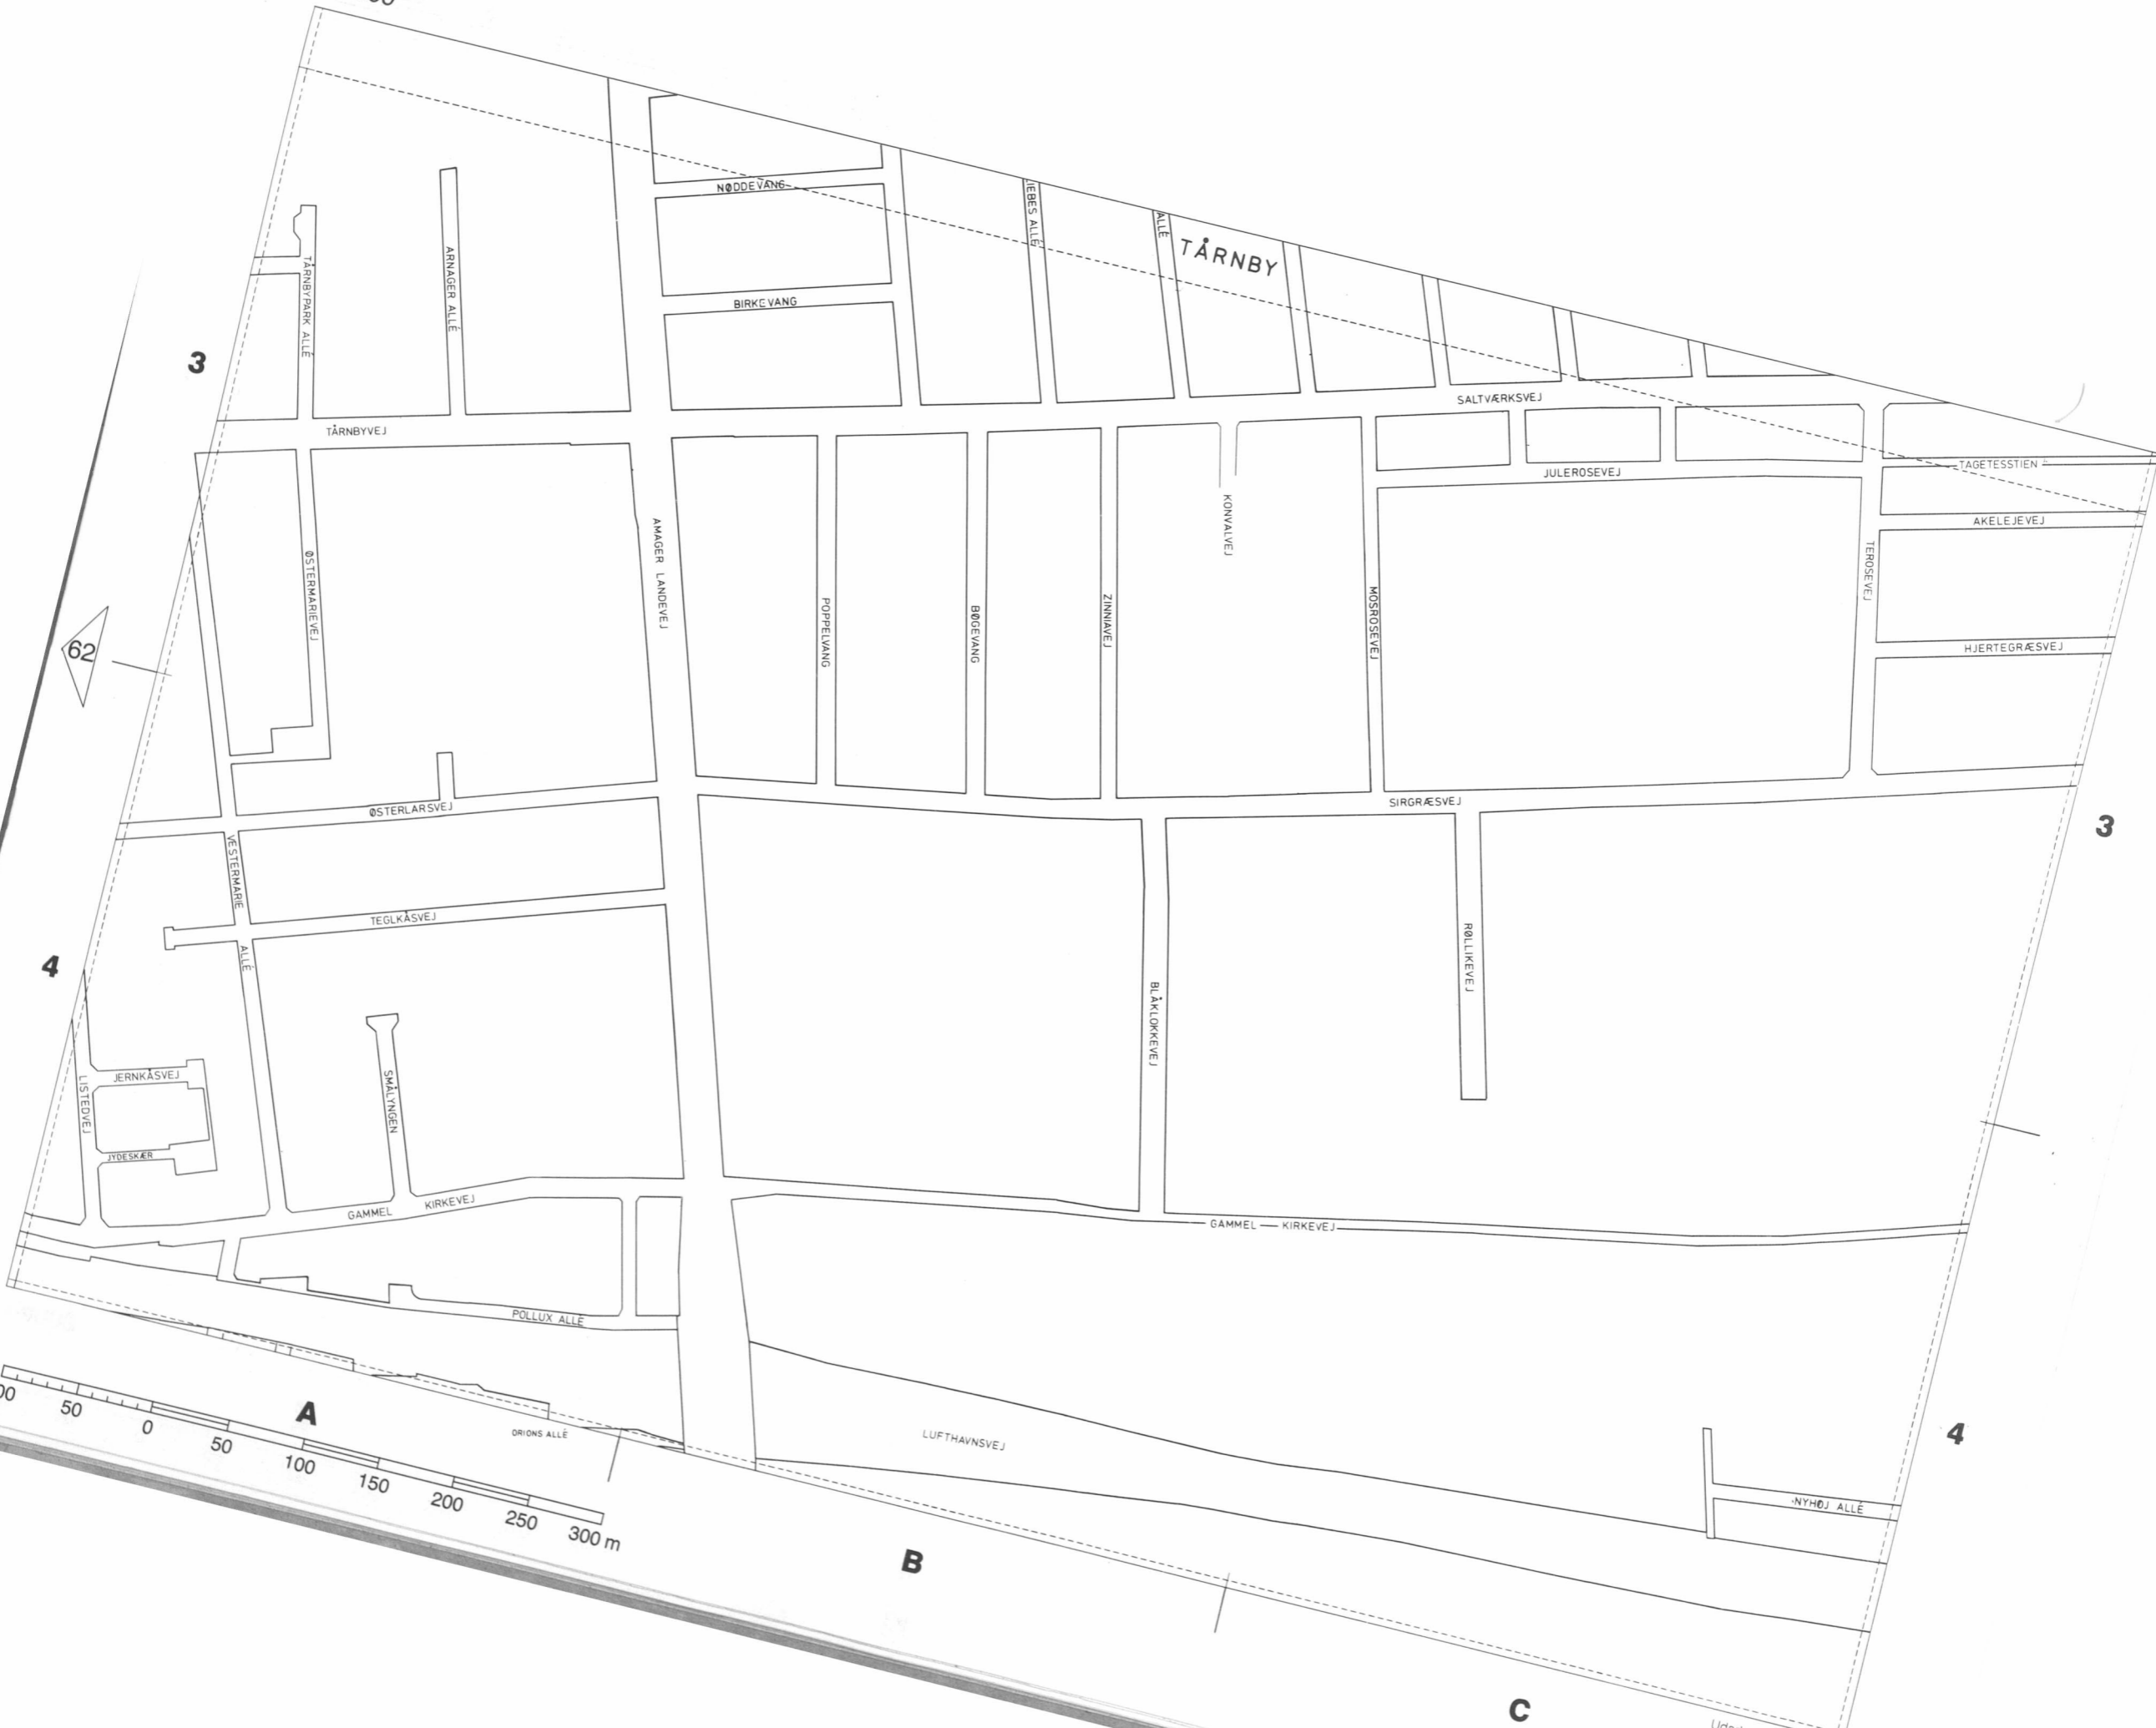 NØDDEVANG
IEBES ALLÉ
ALLÉ
TÅRNBY
TÅRNBYPARK ALLÉ
ARNAGER ALLÉ
BIRKEVANG
3
SALTVÆRKSVEJ
TÅRNBYVEJ
JULEROSEVEJ
TAGETESSTIEN
KONVALVEJ
AKELEJEVEJ
ØSTERMARIEVEJ
AMAGER LANDEVEJ
POPPELVANG
BØGEVANG
ZINNIAVEJ
MOSROSEVEJ
TEROSEVEJ
HJERTEGRÆSVEJ
62
SIRGRÆSVEJ
ØSTERLARSVEJ
3
VESTERMARIE
ALLÉ
TEGLKÅSVEJ
4
RØLLIKEVEJ
BLÅKLOKKEVEJ
JERNKÅSVEJ
LISTEDVEJ
SMÅLYNGEN
JYDESKÆR
GAMMEL KIRKEVEJ
GAMMEL KIRKEVEJ
POLLUX ALLÉ
ORIONS ALLÉ
LUFTHAVNSVEJ
4
NYHØJ ALLÉ
00 50 0 50 100 150 200 250 300 m
A
B
C